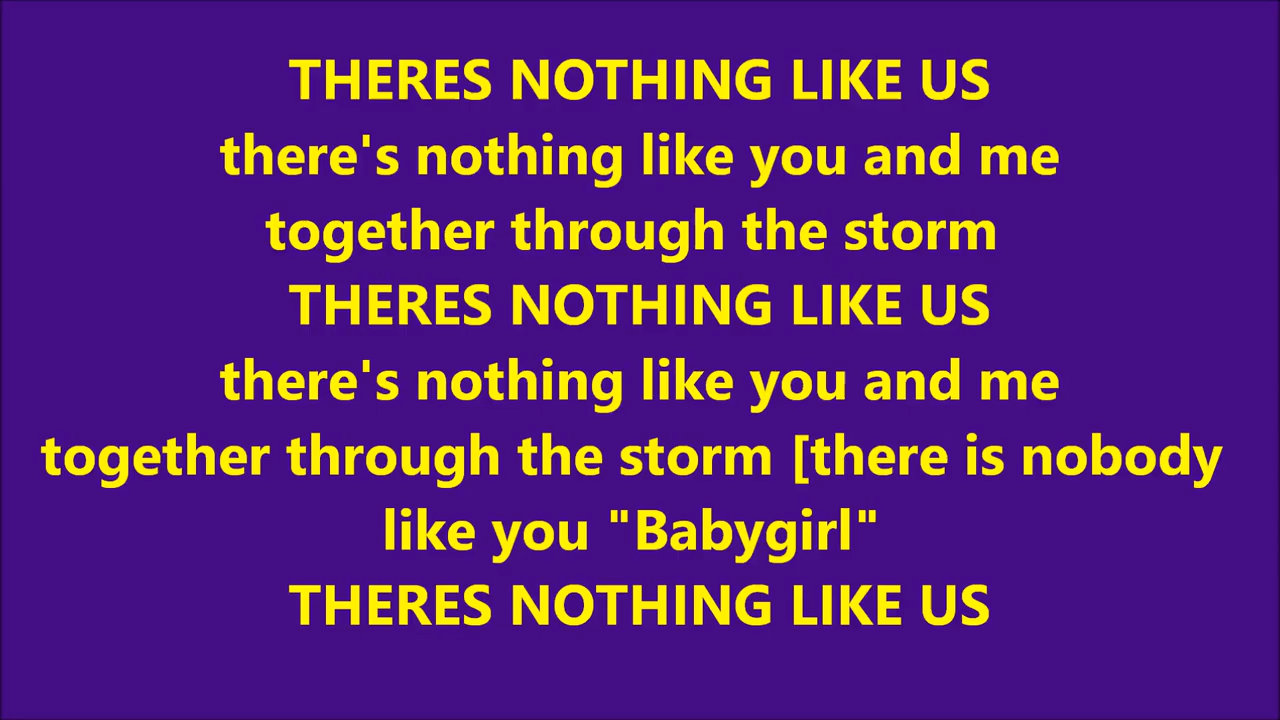 THERES NOTHING LIKE US
there's nothing like you and me
together through the storm
THERES NOTHING LIKE US
there's nothing like you and me
together through the storm [there is nobody
like you "Babygirl"
THERES NOTHING LIKE US